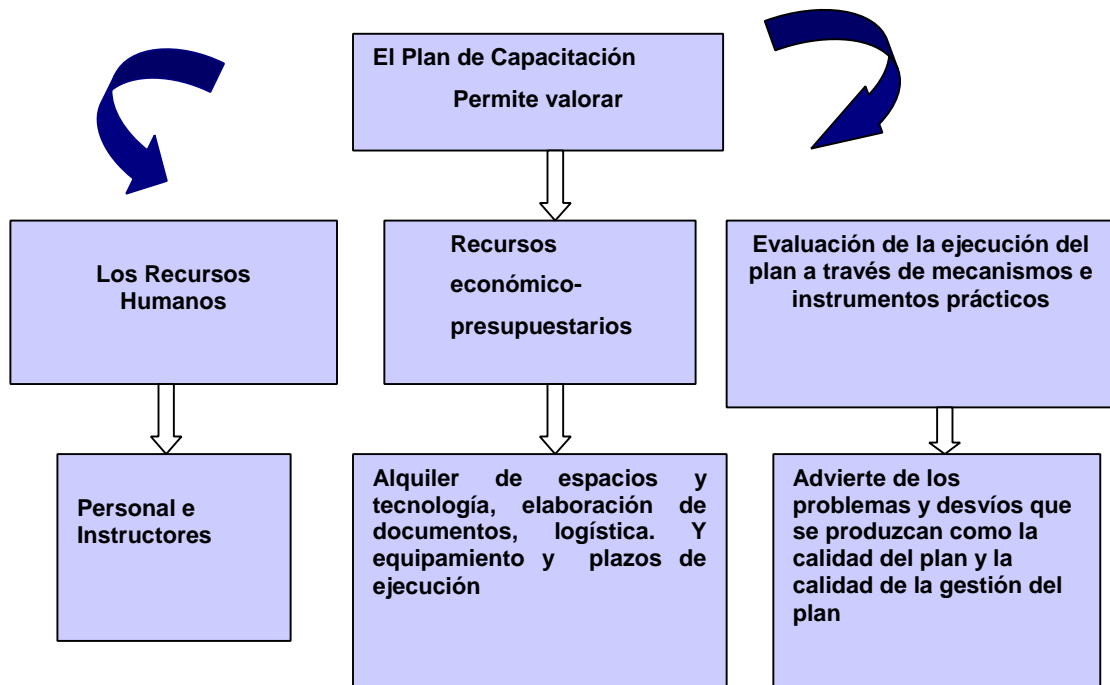 El Plan de Capacitación
Permite valorar
Los Recursos
Humanos
Recursos
económico-
presupuestarios
Evaluación de la ejecución del
plan a través de mecanismos e
instrumentos prácticos
Personal e
Instructores
Alquiler de espacios y
tecnología, elaboración de
documentos, logística. Y
equipamiento y plazos de
ejecución
Advierte de los
problemas y desvíos que
se produzcan como la
calidad del plan y la
calidad de la gestión del
plan